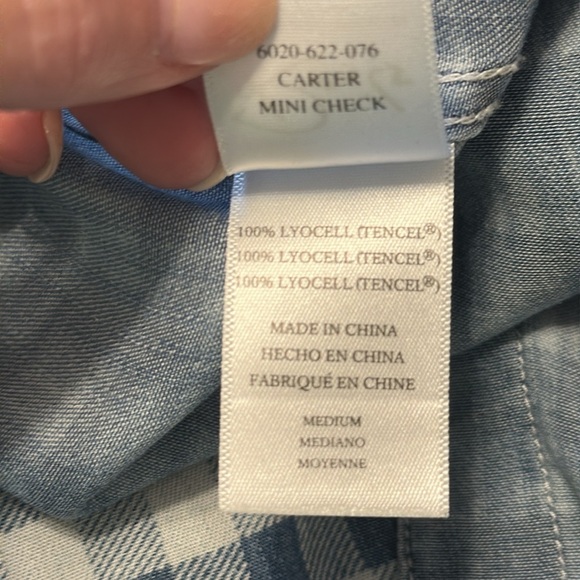 6020-622-076
CARTER
MINI CHECK
100% LYOCELL (TENCEL®)
100% LYOCELL (TENCEL®)
100% LYOCELL (TENCEL®)
MADE IN CHINA
HECHO EN CHINA
FABRIQUÉ EN CHINE
MEDIUM
MEDIANO
MOYENNE